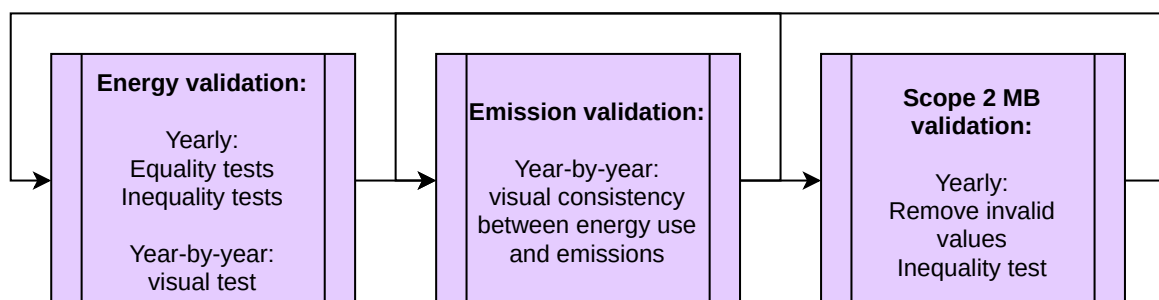 Energy validation:
Yearly:
Equality tests
Inequality tests
Year-by-year:
visual test
Emission validation:
Year-by-year:
visual consistency
between energy use
and emissions
Scope 2 MB
validation:
Yearly:
Remove invalid
values
Inequality test